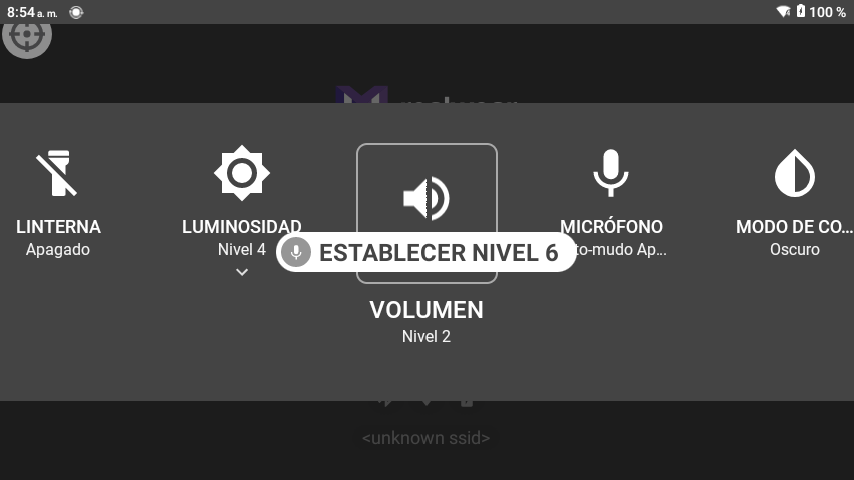 8:54 a. m.
100 %
LINTERNA
Apagado
LUMINOSIDAD
Nivel 4
ESTABLECER NIVEL 6
VOLUMEN
Nivel 2
MICRÓFONO
to-mudo Ap...
MODO DE CO...
Oscuro
<unknown ssid>